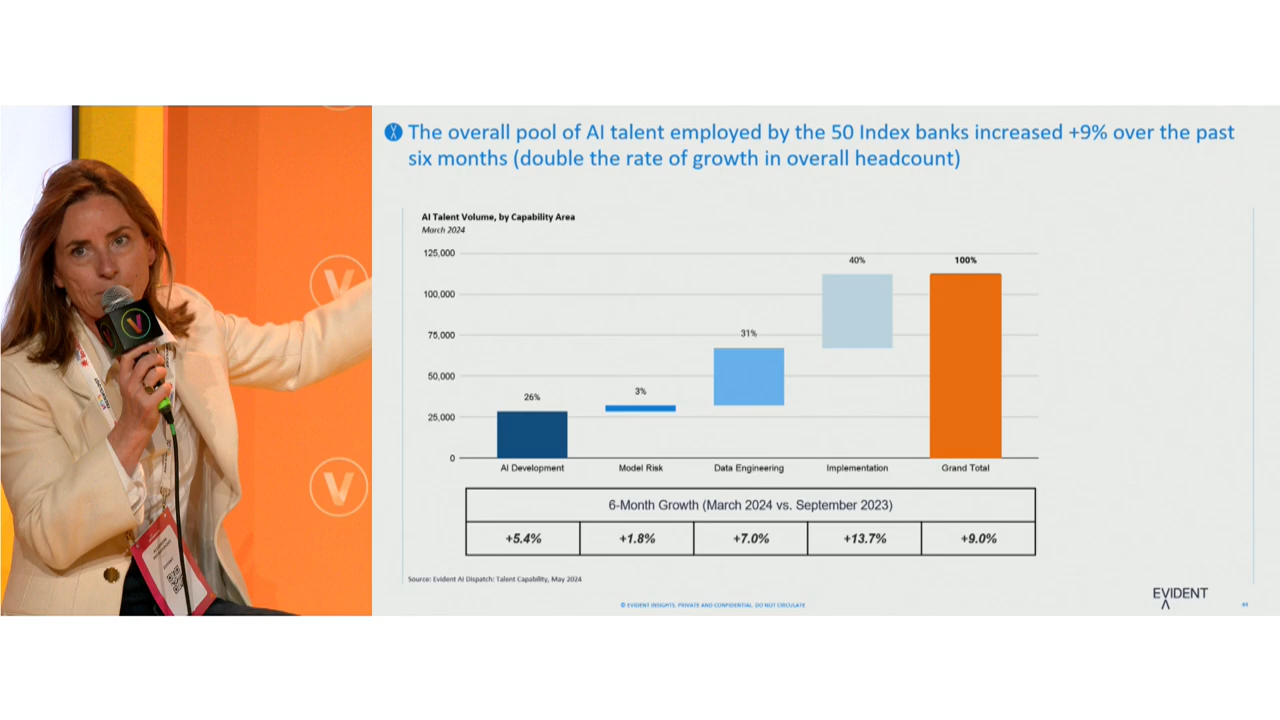 The overall pool of AI talent employed by the 50 Index banks increased +9% over the past
six months (double the rate of growth in overall headcount)
AI Talent Volume, by Capability Area
March 2024
125,000
100,000
75,000
50,000
25,000
0
26%
3%
31%
40%
100%
AI Development
Model Risk
Data Engineering
Implementation
Grand Total
6-Month Growth (March 2024 vs. September 2023)
+5.4%
+1.8%
+7.0%
+13.7%
+9.0%
Source: Evident AI Dispatch: Talent Capability, May 2024
EVIDENT
© EVIDENT INSIGHTS. PRIVATE AND CONFIDENTIAL. DO NOT CIRCULATE
V
V
V